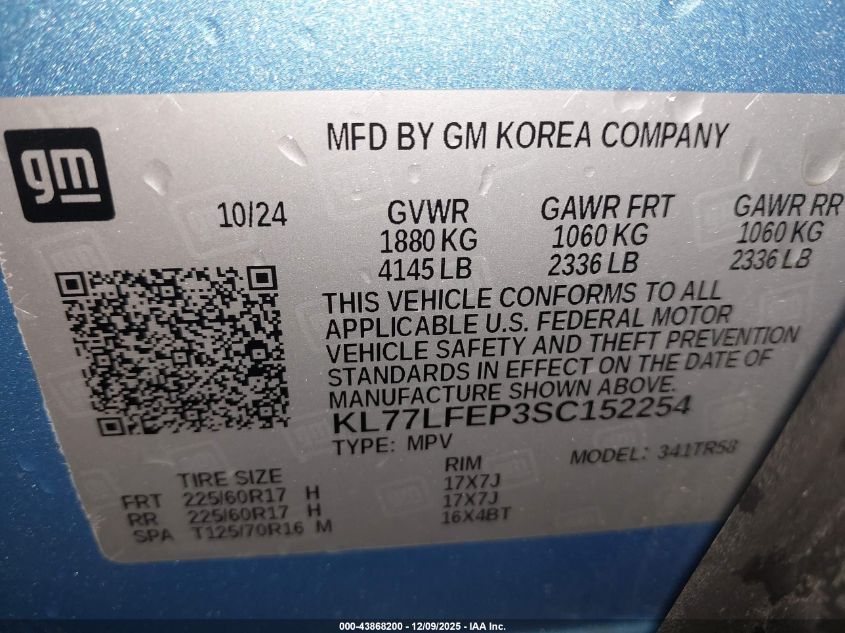 gm
MFD BY GM KOREA COMPANY
10/24
GVWR GAWR FRT GAWR RR
1880 KG 1060 KG 1060 KG
4145 LB 2336 LB 2336 LB
THIS VEHICLE CONFORMS TO ALL
APPLICABLE U.S. FEDERAL MOTOR
VEHICLE SAFETY AND THEFT PREVENTION
STANDARDS IN EFFECT ON THE DATE OF
MANUFACTURE SHOWN ABOVE.
KL77LFEP3SC152254
TYPE: MPV MODEL: 341TR58
TIRE SIZE RIM
FRT 225/60R17 H 17X7J
RR 225/60R17 H 17X7J
SPA T125/70R16 M 16X4BT
000-43868200 - 12/09/2025 - IAA Inc.